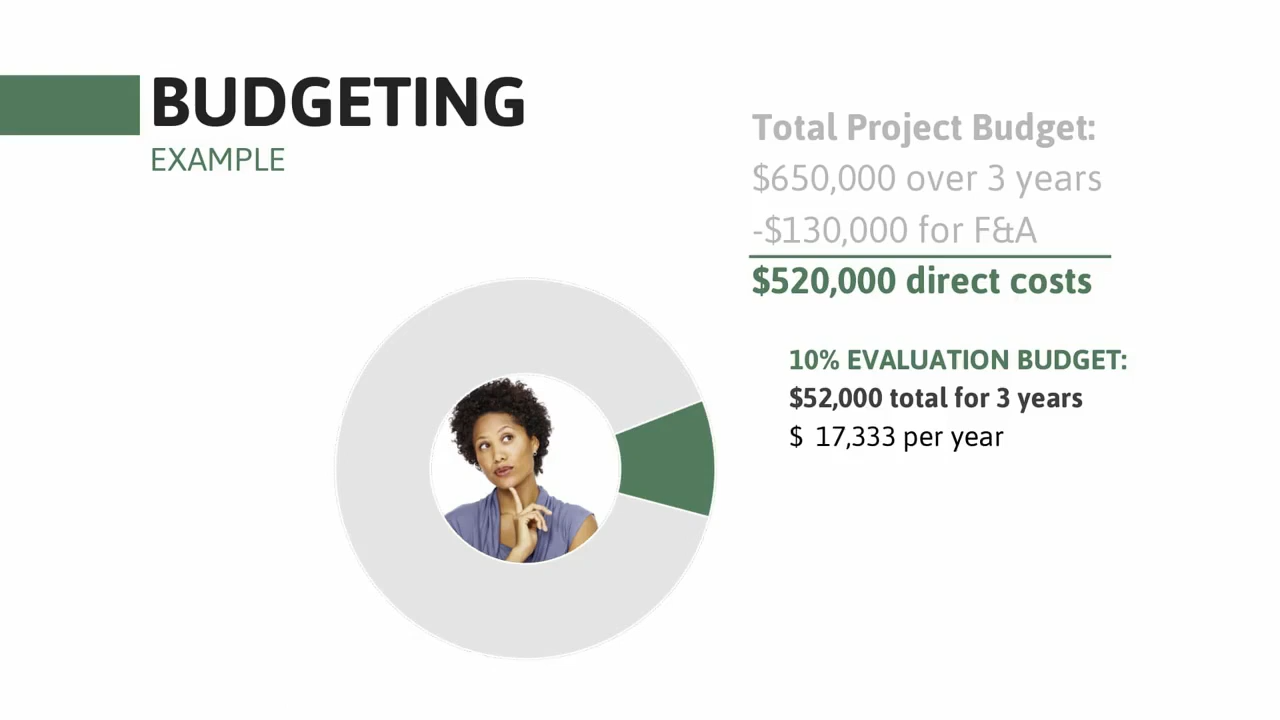 BUDGETING
EXAMPLE
Total Project Budget:
$650,000 over 3 years
-$130,000 for F&A
$520,000 direct costs
10% EVALUATION BUDGET:
$52,000 total for 3 years
$ 17,333 per year